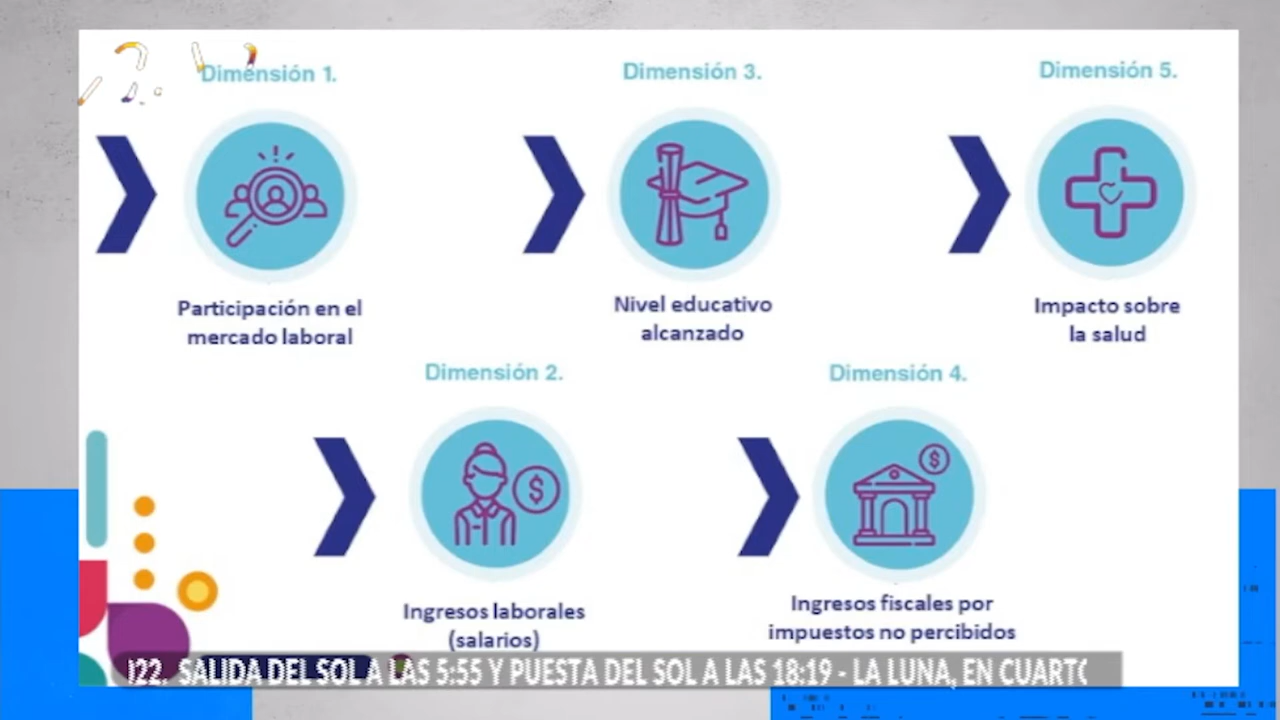 Dimensión 1.
Participación en el
mercado laboral
Dimensión 2.
Ingresos laborales
(salarios)
Dimensión 3.
Nivel educativo
alcanzado
Dimensión 4.
Ingresos fiscales por
impuestos no percibidos
Dimensión 5.
Impacto sobre
la salud
022. SALIDA DEL SOL A LAS 5:55 Y PUESTA DEL SOL A LAS 18:19 - LA LUNA, EN CUARTO